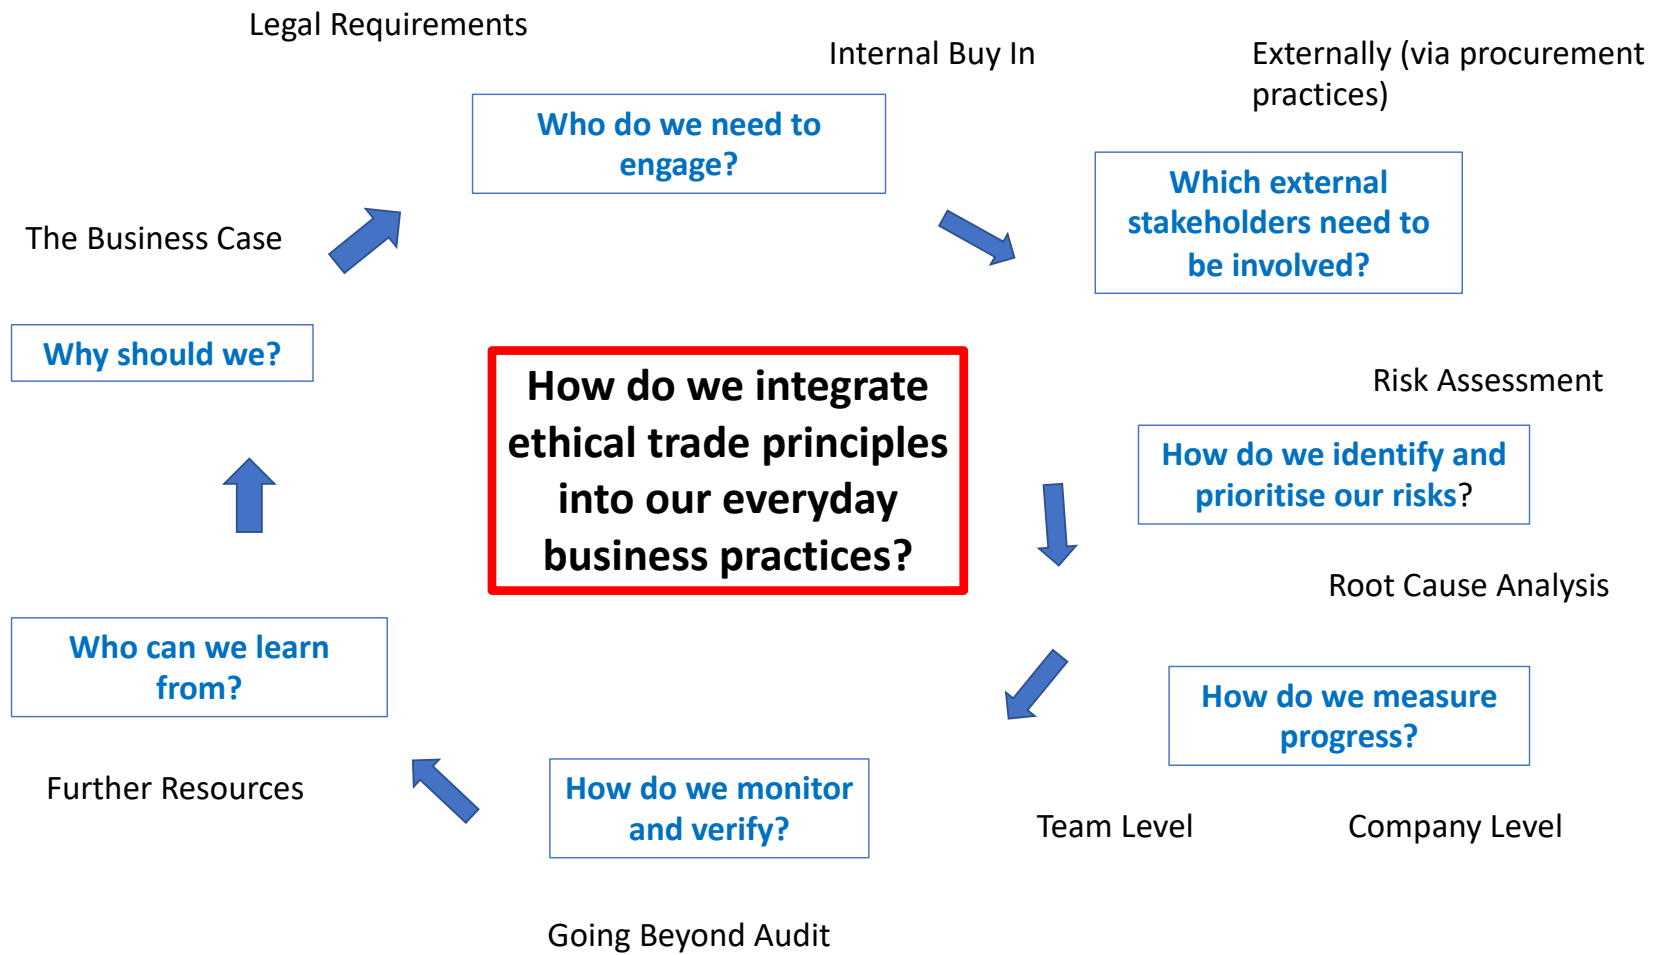 Legal Requirements
Internal Buy In
Externally (via procurement
practices)
Who do we need to
engage?
Which external
stakeholders need to
be involved?
The Business Case
Why should we?
How do we integrate
ethical trade principles
into our everyday
business practices?
Risk Assessment
How do we identify and
prioritise our risks?
Root Cause Analysis
Who can we learn
from?
How do we measure
progress?
Further Resources
How do we monitor
and verify?
Team Level
Company Level
Going Beyond Audit